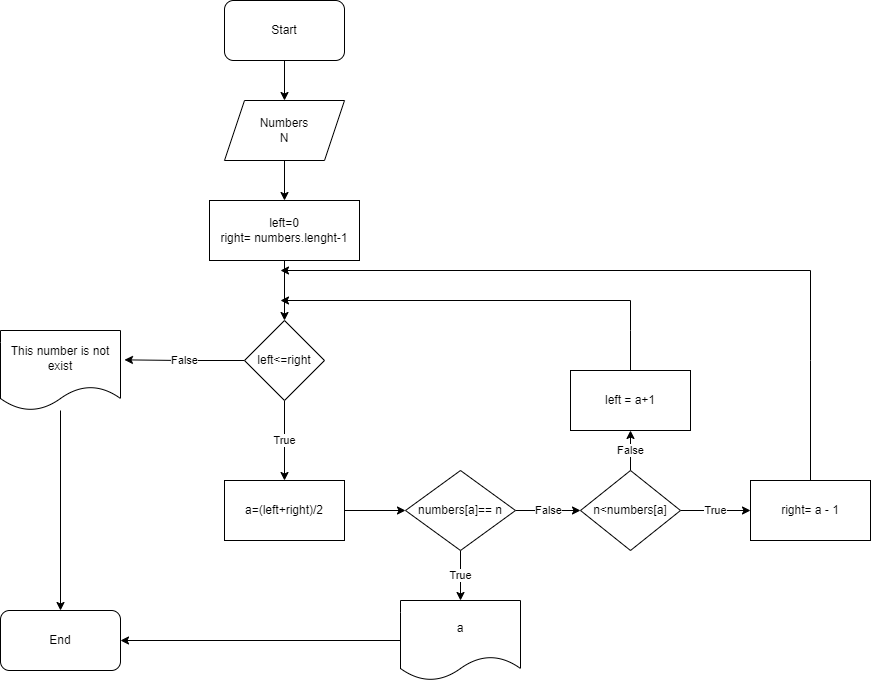 Start
Numbers
N
left=0
right= numbers.lenght-1
left<=right
False
This number is not
exist
True
a=(left+right)/2
numbers[a]== n
False
n<numbers[a]
False
left = a+1
True
right= a - 1
True
a
End